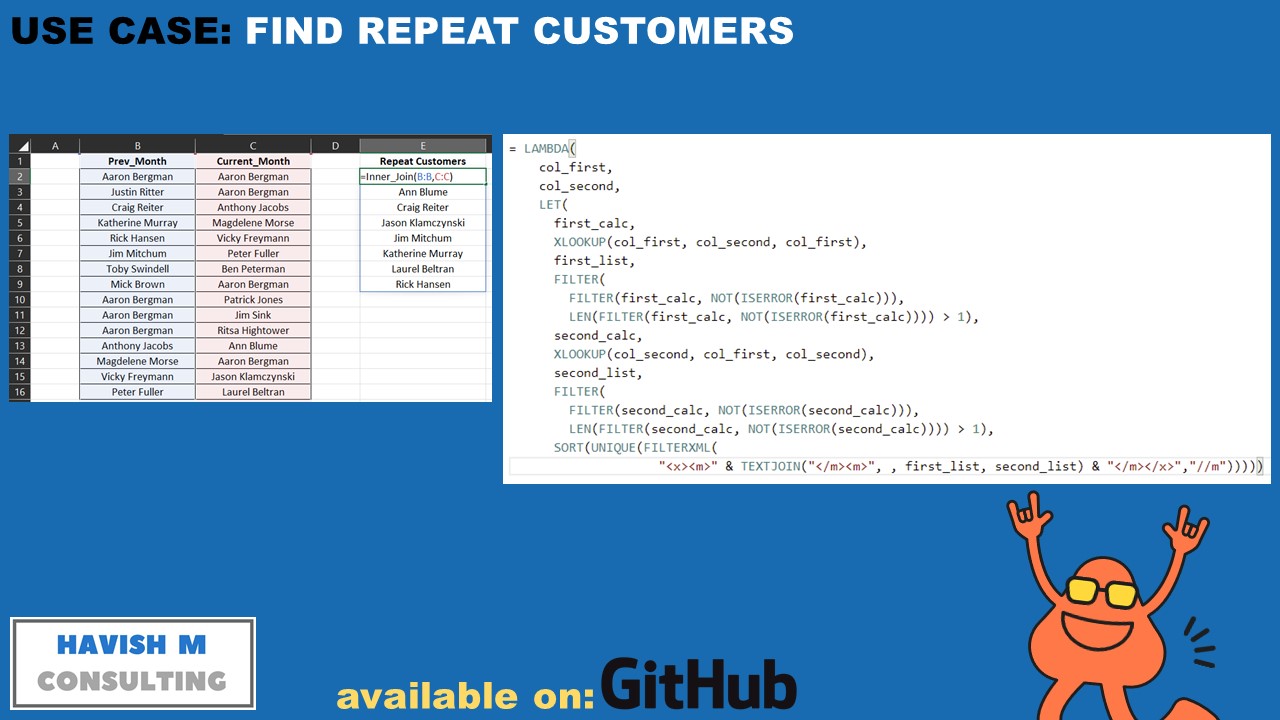 USE CASE: FIND REPEAT CUSTOMERS
A B C D E
1 Prev_Month Current_Month Repeat Customers
2 Aaron Bergman Aaron Bergman =Inner_Join(B:B,C:C)
3 Justin Ritter Aaron Bergman Ann Blume
4 Craig Reiter Anthony Jacobs Craig Reiter
5 Katherine Murray Magdelene Morse Jason Klamczynski
6 Rick Hansen Vicky Freymann Jim Mitchum
7 Jim Mitchum Peter Fuller Katherine Murray
8 Toby Swindell Ben Peterman Laurel Beltran
9 Mick Brown Aaron Bergman Rick Hansen
10 Aaron Bergman Patrick Jones
11 Aaron Bergman Jim Sink
12 Aaron Bergman Ritsa Hightower
13 Anthony Jacobs Ann Blume
14 Magdelene Morse Aaron Bergman
15 Vicky Freymann Jason Klamczynski
16 Peter Fuller Laurel Beltran
= LAMBDA(
col_first,
col_second,
LET(
first_calc,
XLOOKUP(col_first, col_second, col_first),
first_list,
FILTER(
FILTER(first_calc, NOT(ISERROR(first_calc))),
LEN(FILTER(first_calc, NOT(ISERROR(first_calc)))) > 1),
second_calc,
XLOOKUP(col_second, col_first, col_second),
second_list,
FILTER(
FILTER(second_calc, NOT(ISERROR(second_calc))),
LEN(FILTER(second_calc, NOT(ISERROR(second_calc)))) > 1),
SORT(UNIQUE(FILTERXML(
"<x><m>" & TEXTJOIN("</m><m>", , first_list, second_list) & "</m></x>","//m")))))
HAVISH M
CONSULTING
available on: GitHub